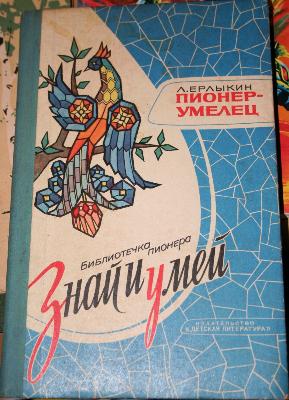 Л. ЕРЛЫКИН
ПИОНЕР-
УМЕЛЕЦ
БИБЛИОТЕЧКА
ПИОНЕРА
Знай и умей
ИЗДАТЕЛЬСТВО
«ДЕТСКАЯ ЛИТЕРАТУРА»